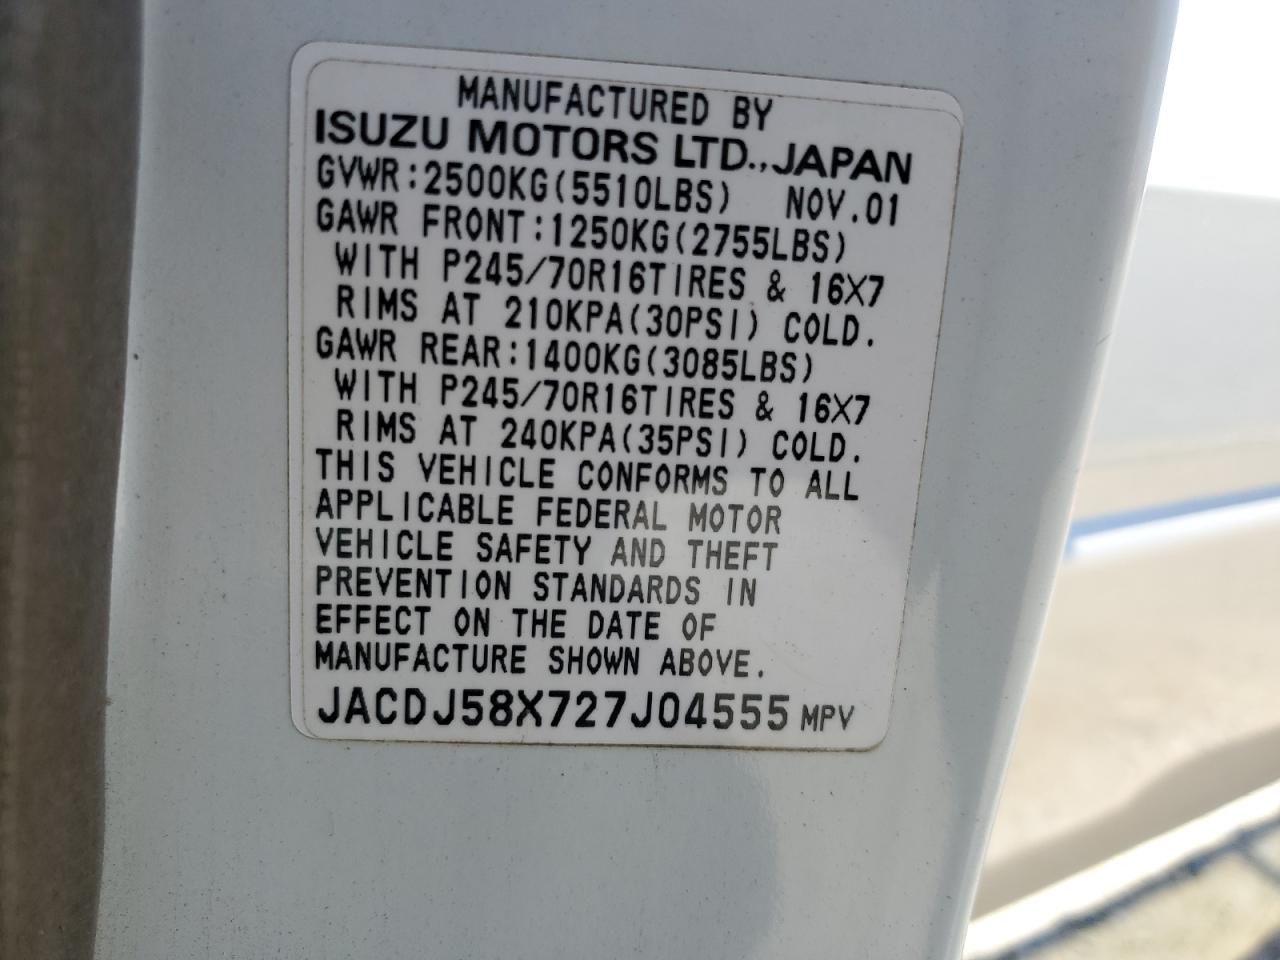 MANUFACTURED BY
ISUZU MOTORS LTD.,JAPAN
GVWR:2500KG(5510LBS) NOV.01
GAWR FRONT:1250KG(2755LBS)
WITH P245/70R16TIRES & 16X7
RIMS AT 210KPA(30PSI) COLD.
GAWR REAR:1400KG(3085LBS)
WITH P245/70R16TIRES & 16X7
RIMS AT 240KPA(35PSI) COLD.
THIS VEHICLE CONFORMS TO ALL
APPLICABLE FEDERAL MOTOR
VEHICLE SAFETY AND THEFT
PREVENTION STANDARDS IN
EFFECT ON THE DATE OF
MANUFACTURE SHOWN ABOVE.
JACDJ58X727J04555 MPV